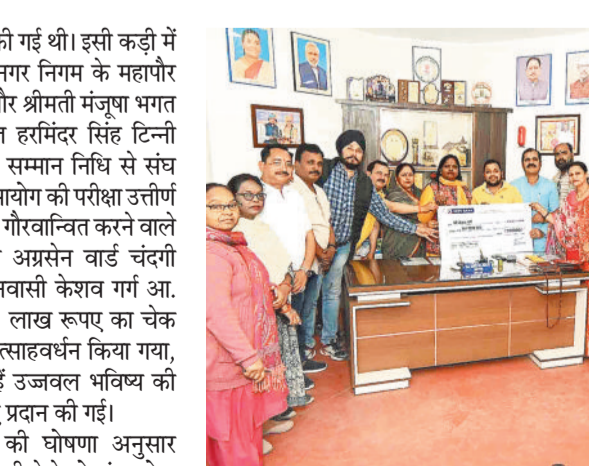 की गई थी। इसी कड़ी में
नगर निगम के महापौर
और श्रीमती मंजूषा भगत
हरमिंदर सिंह टिन्नी
सम्मान निधि से संघ
आयोग की परीक्षा उत्तीर्ण
गौरवान्वित करने वाले
अग्रसेन वार्ड चंदगी
निवासी केशव गर्ग आ.
लाख रूपए का चेक
उत्साहवर्धन किया गया,
उज्जवल भविष्य की
प्रदान की गई।
की घोषणा अनुसार